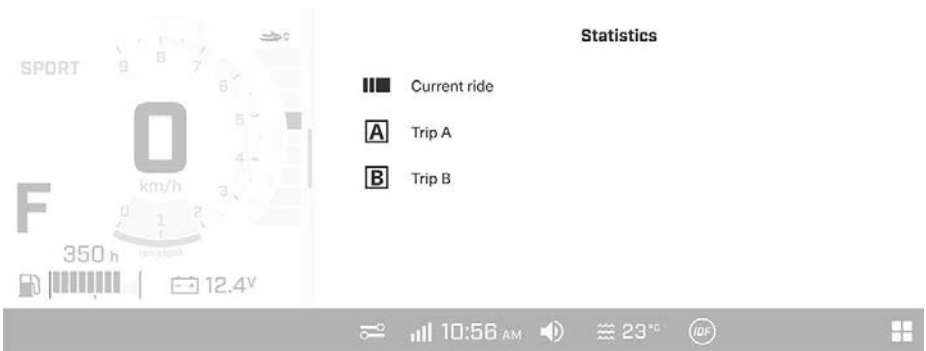 Statistics
SPORT
9 8 7
6
5
4
3
0
km/h
0 1 2
F
350 h
12.4V
Current ride
A Trip A
B Trip B
10:56 AM
23°C
iDF